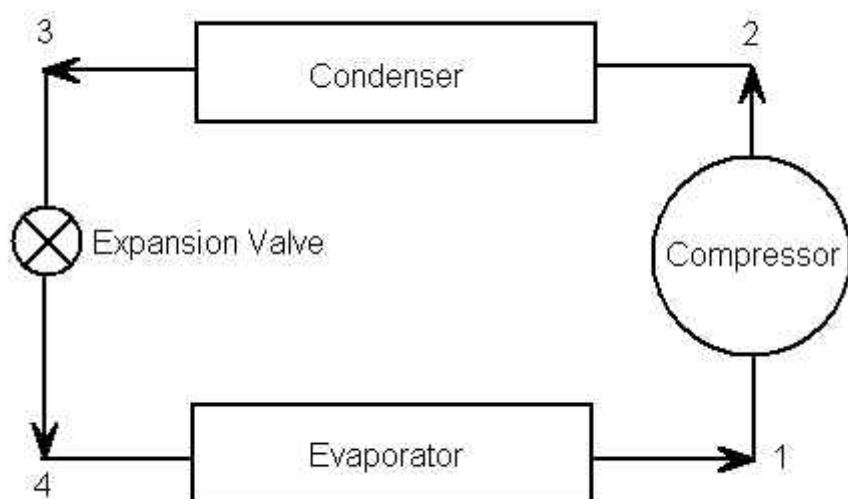 3
2
Condenser
Expansion Valve
Compressor
Evaporator
1
4